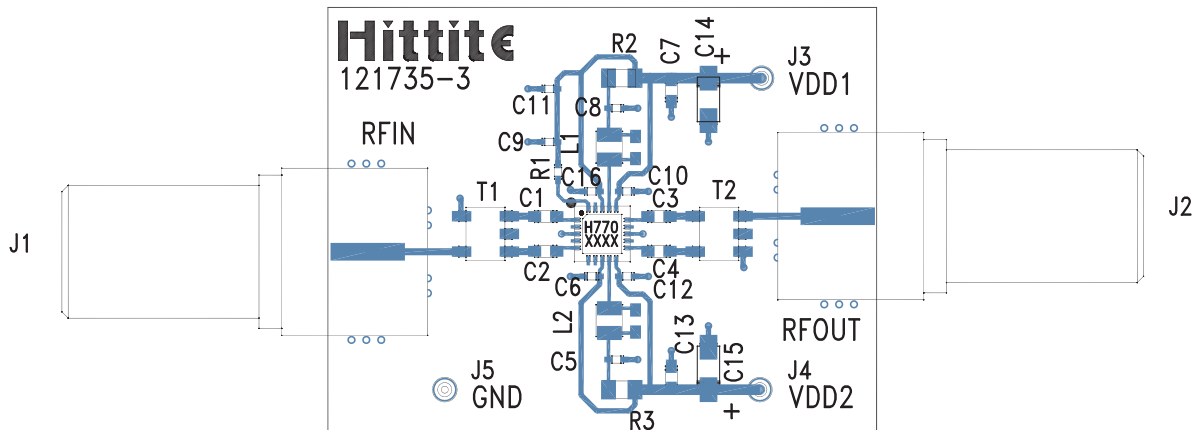 Hittite
121735-3
R2
C7
C14
+
J3
VDD1
C11
C8
RFIN
C9
L1
R1
C16
C10
T1
C1
C3
T2
J2
J1
H770
XXXX
C2
C4
C6
C12
L2
C13
RFOUT
C5
C15
J5
GND
J4
VDD2
+
R3